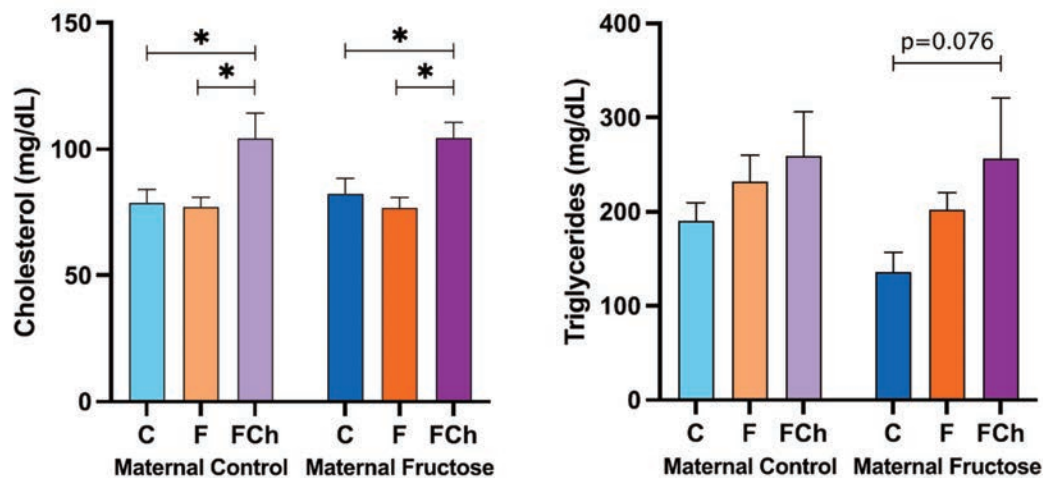 Cholesterol (mg/dL)
150
100
50
0
*
*
*
*
C F FCh C F FCh
Maternal Control Maternal Fructose
Triglycerides (mg/dL)
400
300
200
100
0
p=0.076
C F FCh C F FCh
Maternal Control Maternal Fructose